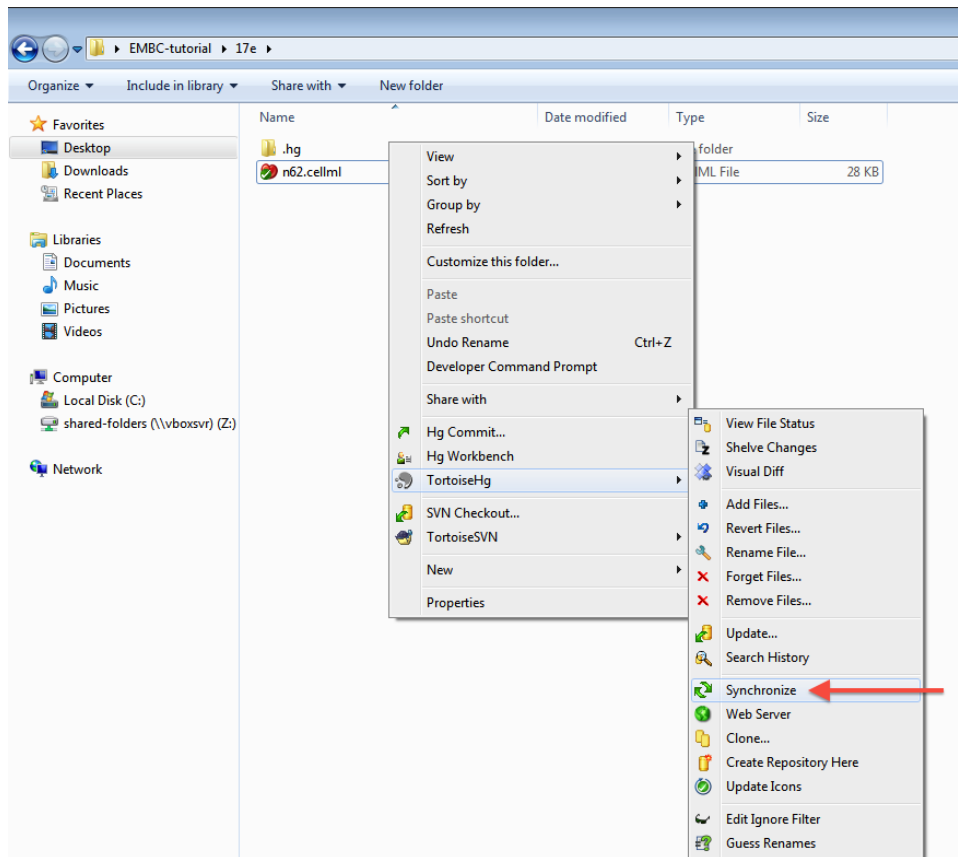 EMBC-tutorial 17e
Organize Include in library Share with New folder
Favorites
Desktop
Downloads
Recent Places
Libraries
Documents
Music
Pictures
Videos
Computer
Local Disk (C:)
shared-folders (\\vboxsvr) (Z:)
Network
Name Date modified Type Size
.hg folder
n62.cellml ML File 28 KB
View
Sort by
Group by
Refresh
Customize this folder...
Paste
Paste shortcut
Undo Rename Ctrl+Z
Developer Command Prompt
Share with
Hg Commit...
Hg Workbench
TortoiseHg
SVN Checkout...
TortoiseSVN
New
Properties
View File Status
Shelve Changes
Visual Diff
Add Files...
Revert Files...
Rename File...
Forget Files...
Remove Files...
Update...
Search History
Synchronize
Web Server
Clone...
Create Repository Here
Update Icons
Edit Ignore Filter
Guess Renames